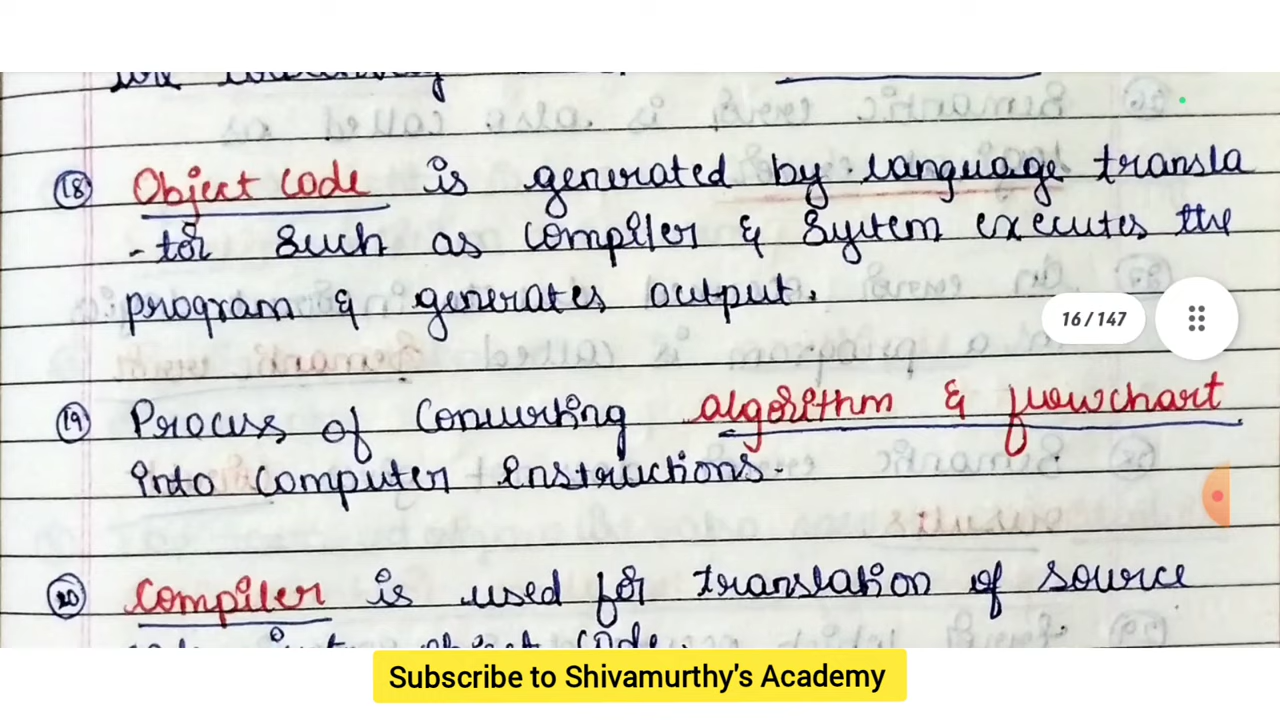 (18) Object code is generated by language transla
- tor such as compiler & system executes the
program & generates output.
16/147
(19) Process of converting algorithm & flowchart
into computer instructions.
(20) Compiler is used for translation of source
object code.
Subscribe to Shivamurthy's Academy